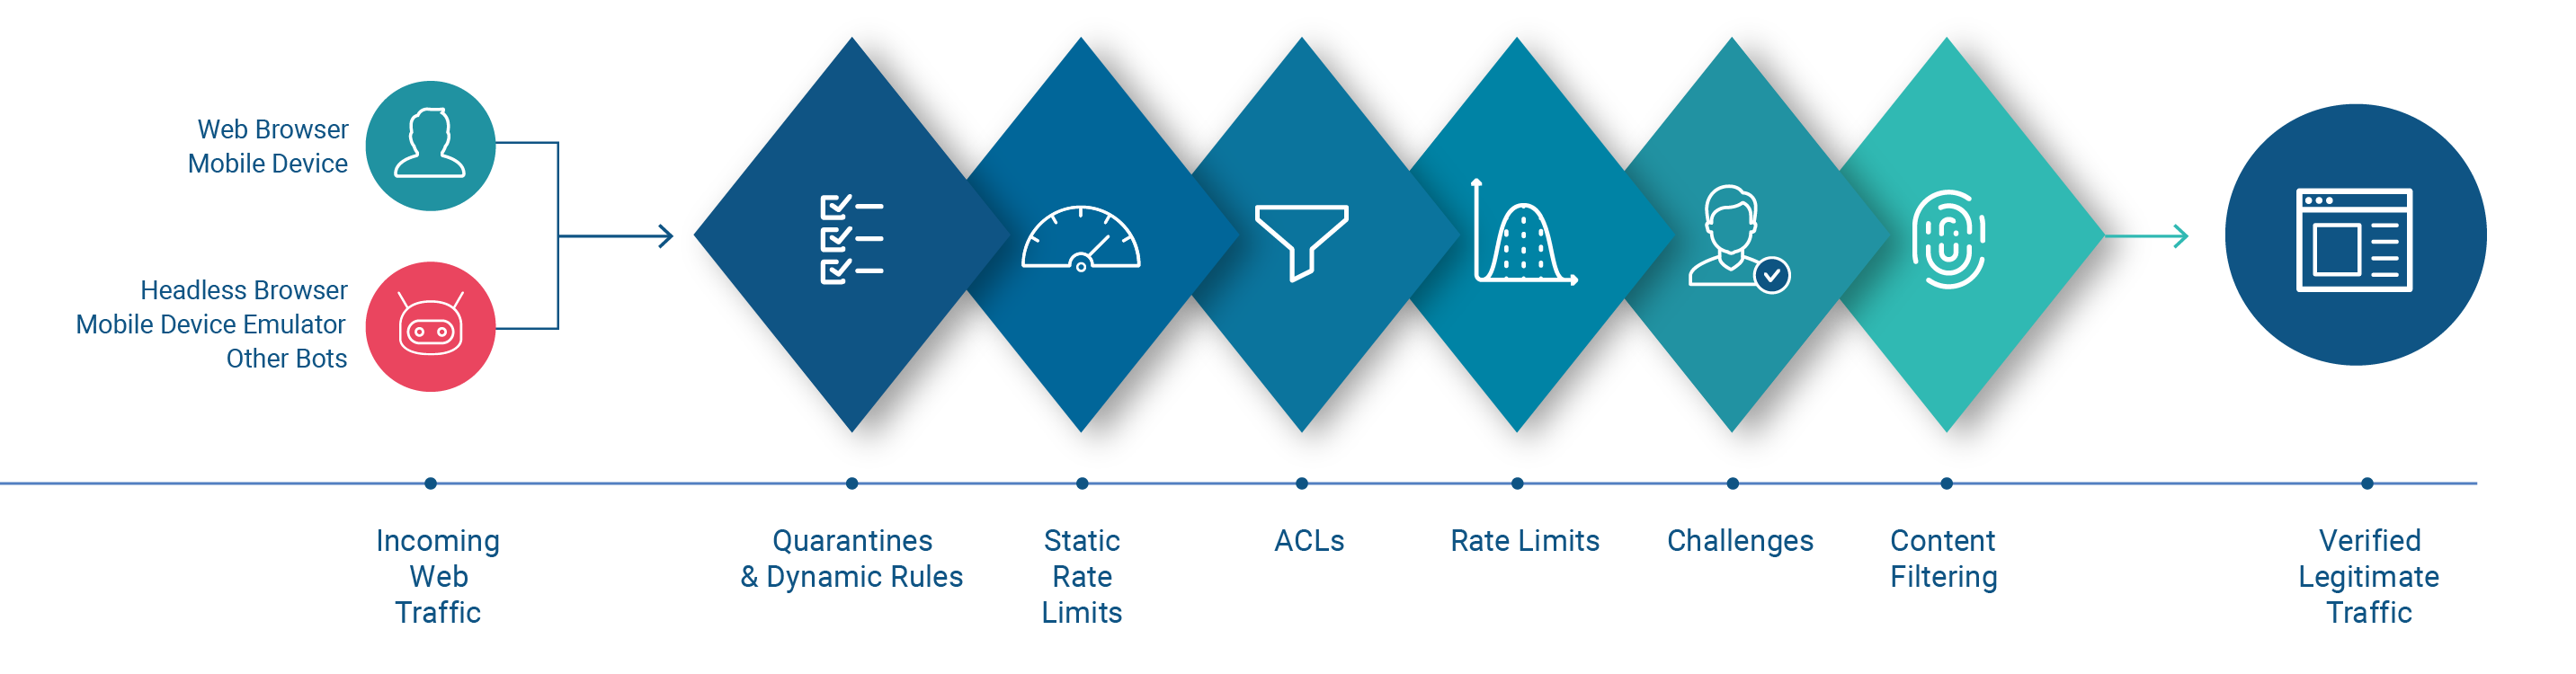 Web Browser
Mobile Device
Headless Browser
Mobile Device Emulator
Other Bots
Incoming
Web
Traffic
Quarantines
& Dynamic Rules
Static
Rate
Limits
ACLs
Rate Limits
Challenges
Content
Filtering
Verified
Legitimate
Traffic